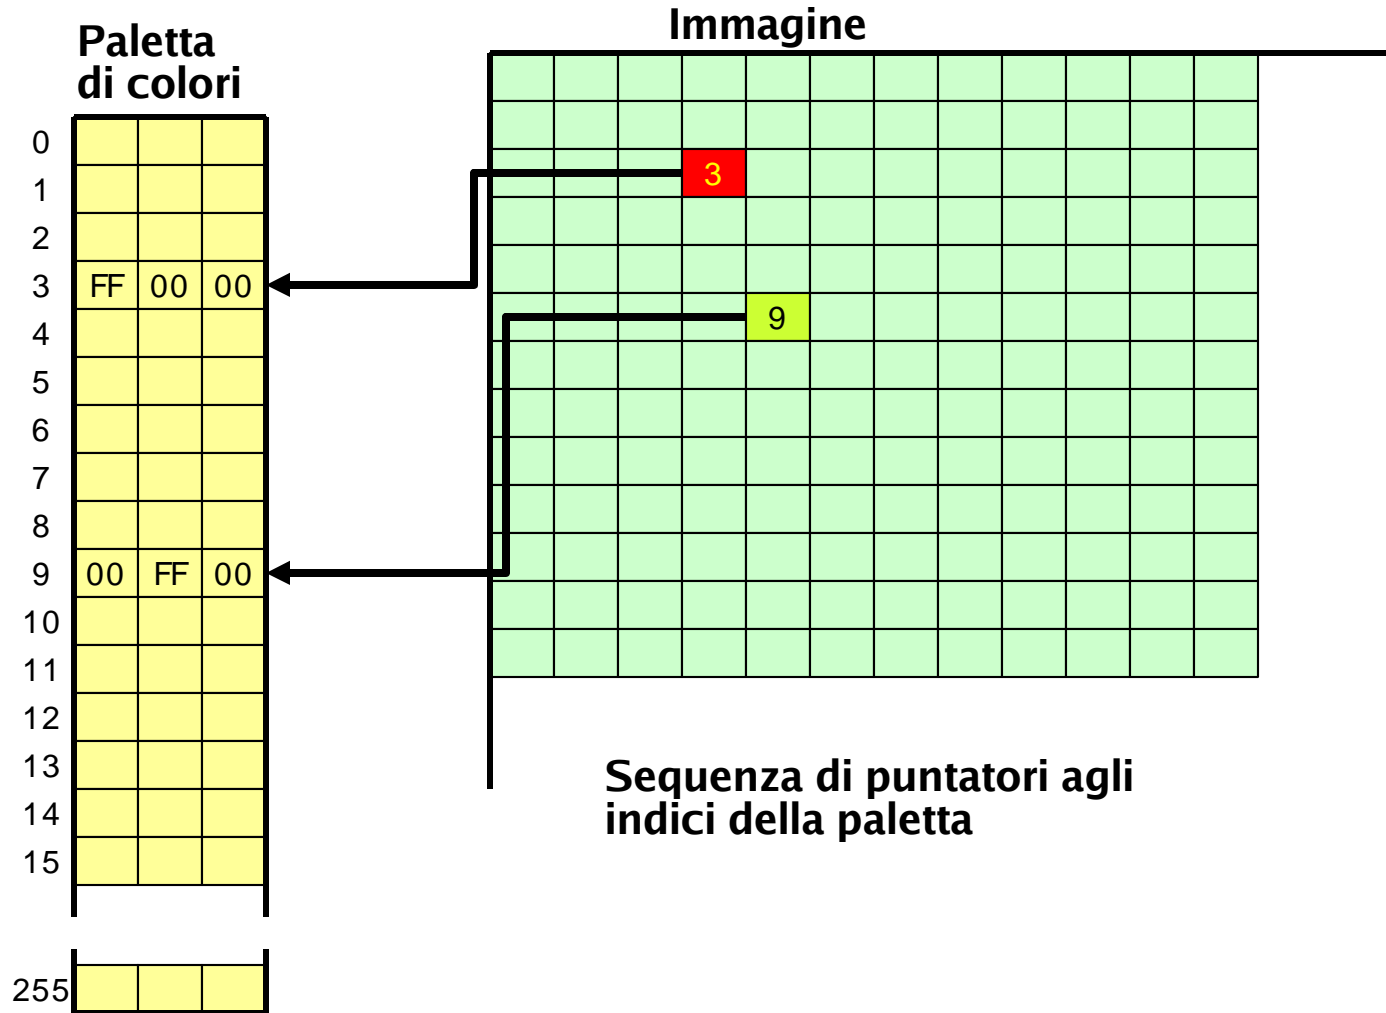 Immagine
Paletta
di colori
0
1
3
2
3 FF 00 00
9
4
5
6
7
8
9 00 FF 00
10
11
12
13
Sequenza di puntatori agli
indici della paletta
14
15
255